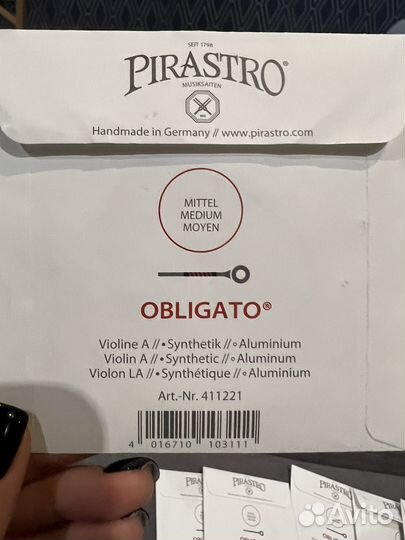 SEIT 1798
PIRASTRO®
MUSIKSAITEN
Handmade in Germany // www.pirastro.com
MITTEL
MEDIUM
MOYEN
OBLIGATO®
Violine A //•Synthetik //∘Aluminium
Violin A //•Synthetic //∘Aluminum
Violon LA //•Synthétique //∘Aluminium
Art.-Nr. 411221
4 016710 103111
PIRASTRO
PIRASTRO
PIRASTRO
Avito